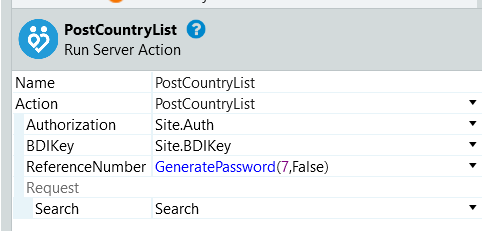 PostCountryList
Run Server Action
Name PostCountryList
Action PostCountryList
Authorization Site.Auth
BDIKey Site.BDIKey
ReferenceNumber GeneratePassword(7,False)
Request
Search Search